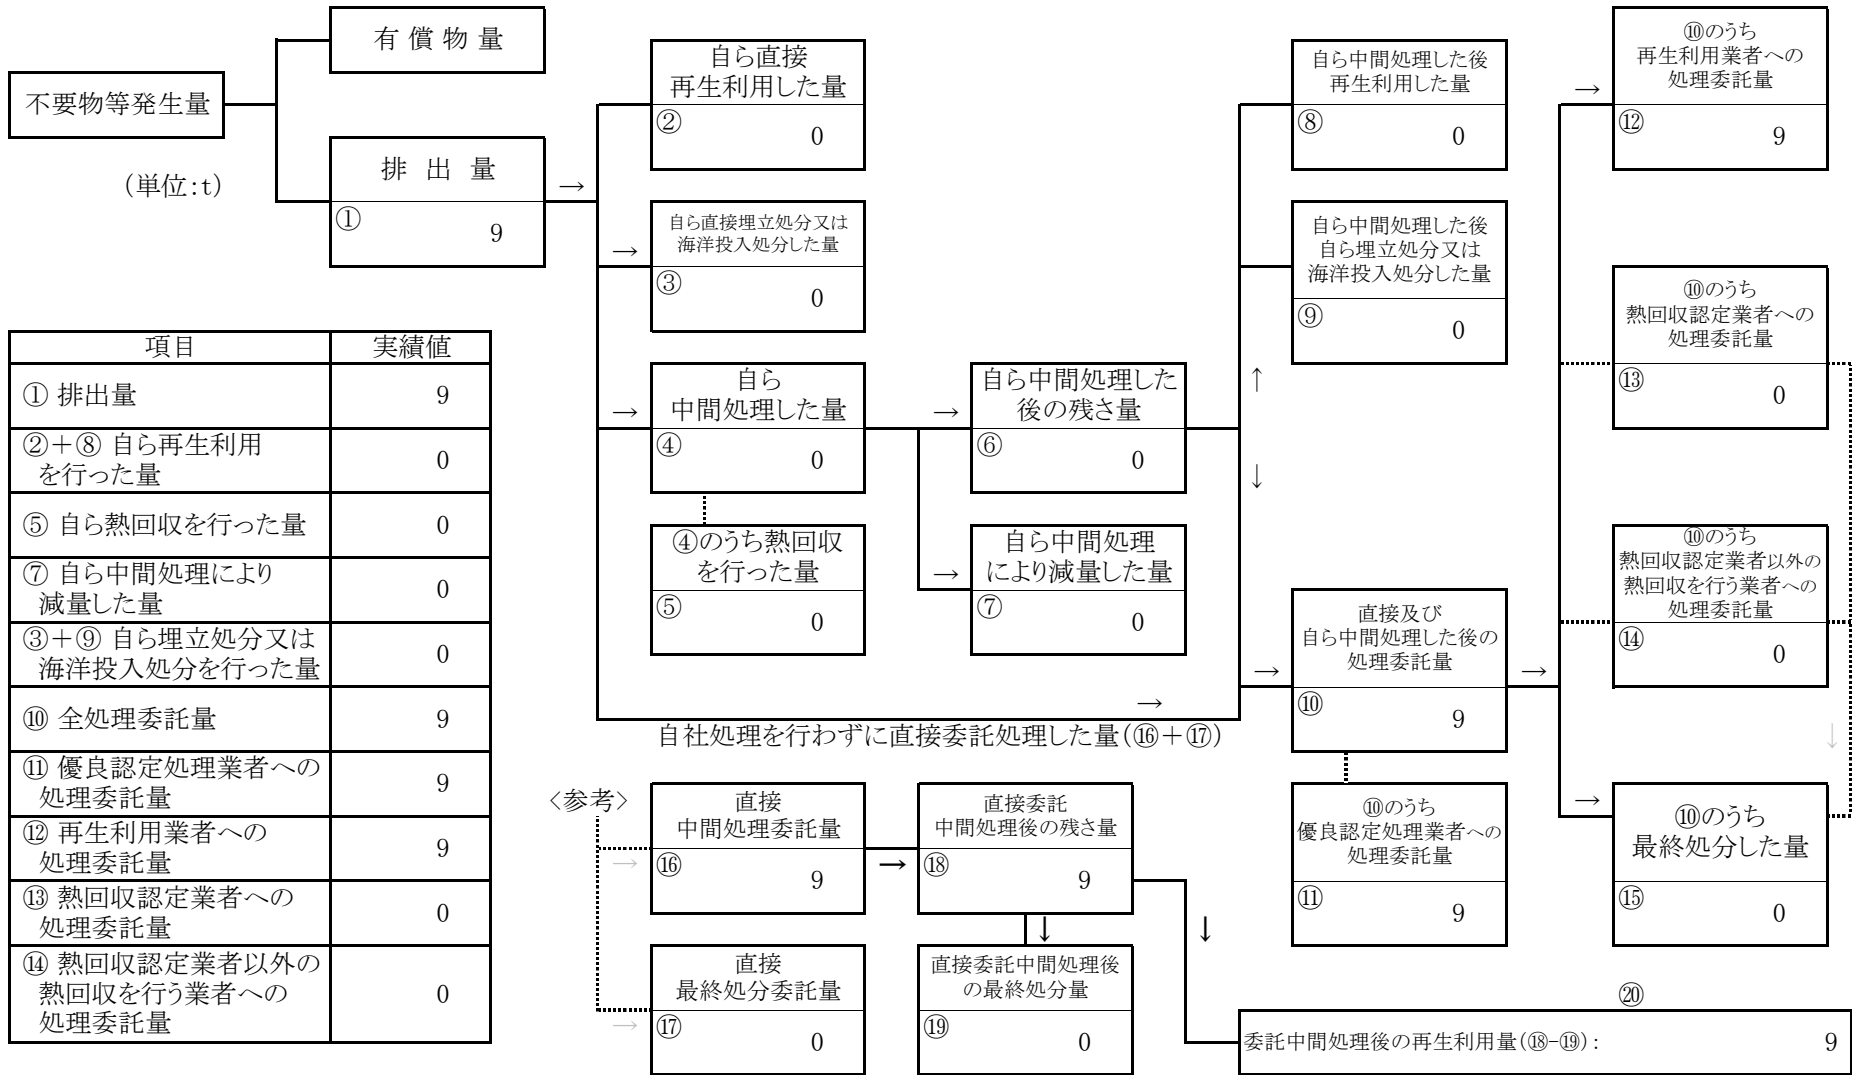 有 償 物 量
不要物等発生量
(単位:t)
排 出 量
①
9
→
自ら直接
再生利用した量
②
0
→
自ら直接埋立処分又は
海洋投入処分した量
③
0
→
自ら
中間処理した量
④
0
④のうち熱回収
を行った量
⑤
0
→
自ら中間処理した
後の残さ量
⑥
0
→
自ら中間処理
により減量した量
⑦
0
自ら中間処理した後
再生利用した量
⑧
0
自ら中間処理した後
自ら埋立処分又は
海洋投入処分した量
⑨
0
↑
↓
→
自社処理を行わずに直接委託処理した量(⑯+⑰)
→
直接及び
自ら中間処理した後の
処理委託量
⑩
9
⑩のうち
優良認定処理業者への
処理委託量
⑪
9
→
→
⑩のうち
再生利用業者への
処理委託量
⑫
9
⑩のうち
熱回収認定業者への
処理委託量
⑬
0
⑩のうち
熱回収認定業者以外の
熱回収を行う業者への
処理委託量
⑭
0
↓
→
⑩のうち
最終処分した量
⑮
0
項目 実績値
① 排出量 9
②+⑧ 自ら再生利用
を行った量 0
⑤ 自ら熱回収を行った量 0
⑦ 自ら中間処理により
減量した量 0
③+⑨ 自ら埋立処分又は
海洋投入処分を行った量 0
⑩ 全処理委託量 9
⑪ 優良認定処理業者への
処理委託量 9
⑫ 再生利用業者への
処理委託量 9
⑬ 熱回収認定業者への
処理委託量 0
⑭ 熱回収認定業者以外の
熱回収を行う業者への
処理委託量 0
<参考>
→
直接
中間処理委託量
⑯
9
→
直接委託
中間処理後の残さ量
⑱
9
↓
↓
→
直接
最終処分委託量
⑰
0
直接委託中間処理後
の最終処分量
⑲
0
⑳
委託中間処理後の再生利用量(⑱-⑲): 9